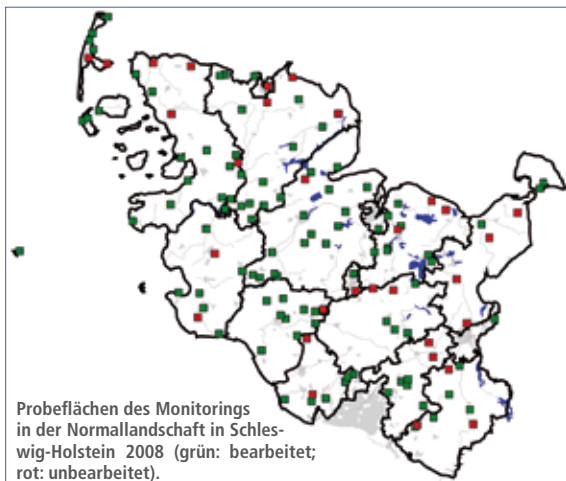 Probeflächen des Monitorings
in der Normallandschaft in Schles-
wig-Holstein 2008 (grün: bearbeitet;
rot: unbearbeitet).